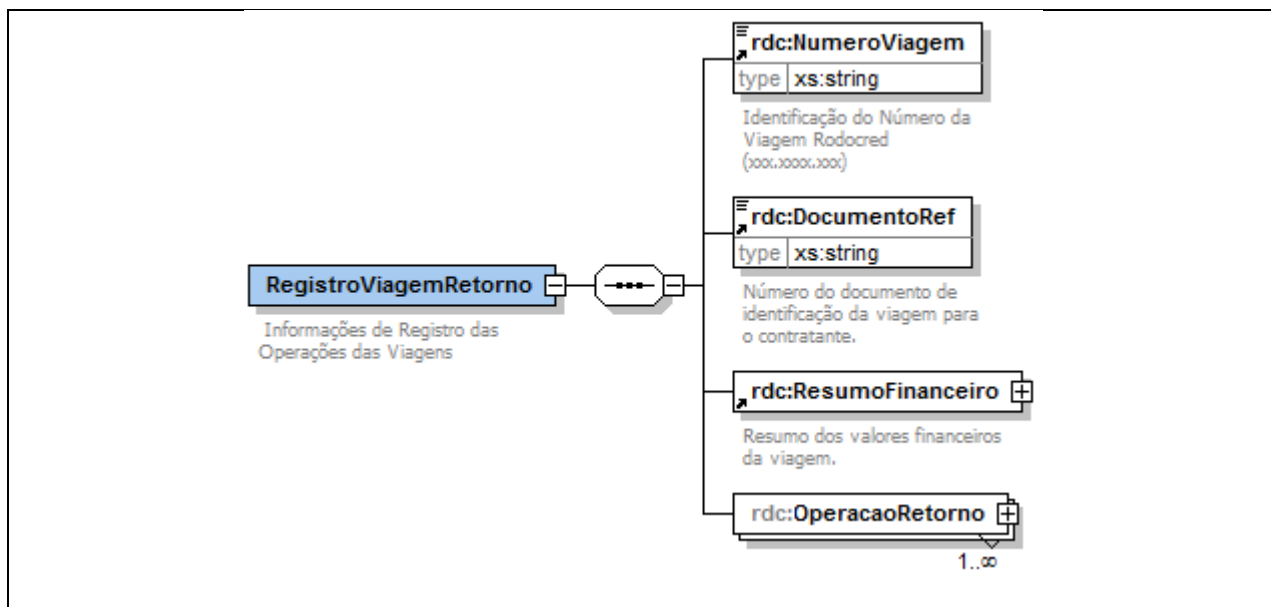 rdc:NumeroViagem
type xs:string
Identificação do Número da
Viagem Rodocred
(xxx.xxxx.xxx)
rdc:DocumentoRef
type xs:string
Número do documento de
identificação da viagem para
o contratante.
RegistroViagemRetorno
Informações de Registro das
Operações das Viagens
rdc:ResumoFinanceiro
Resumo dos valores financeiros
da viagem.
rdc:OperacaoRetorno
1..∞